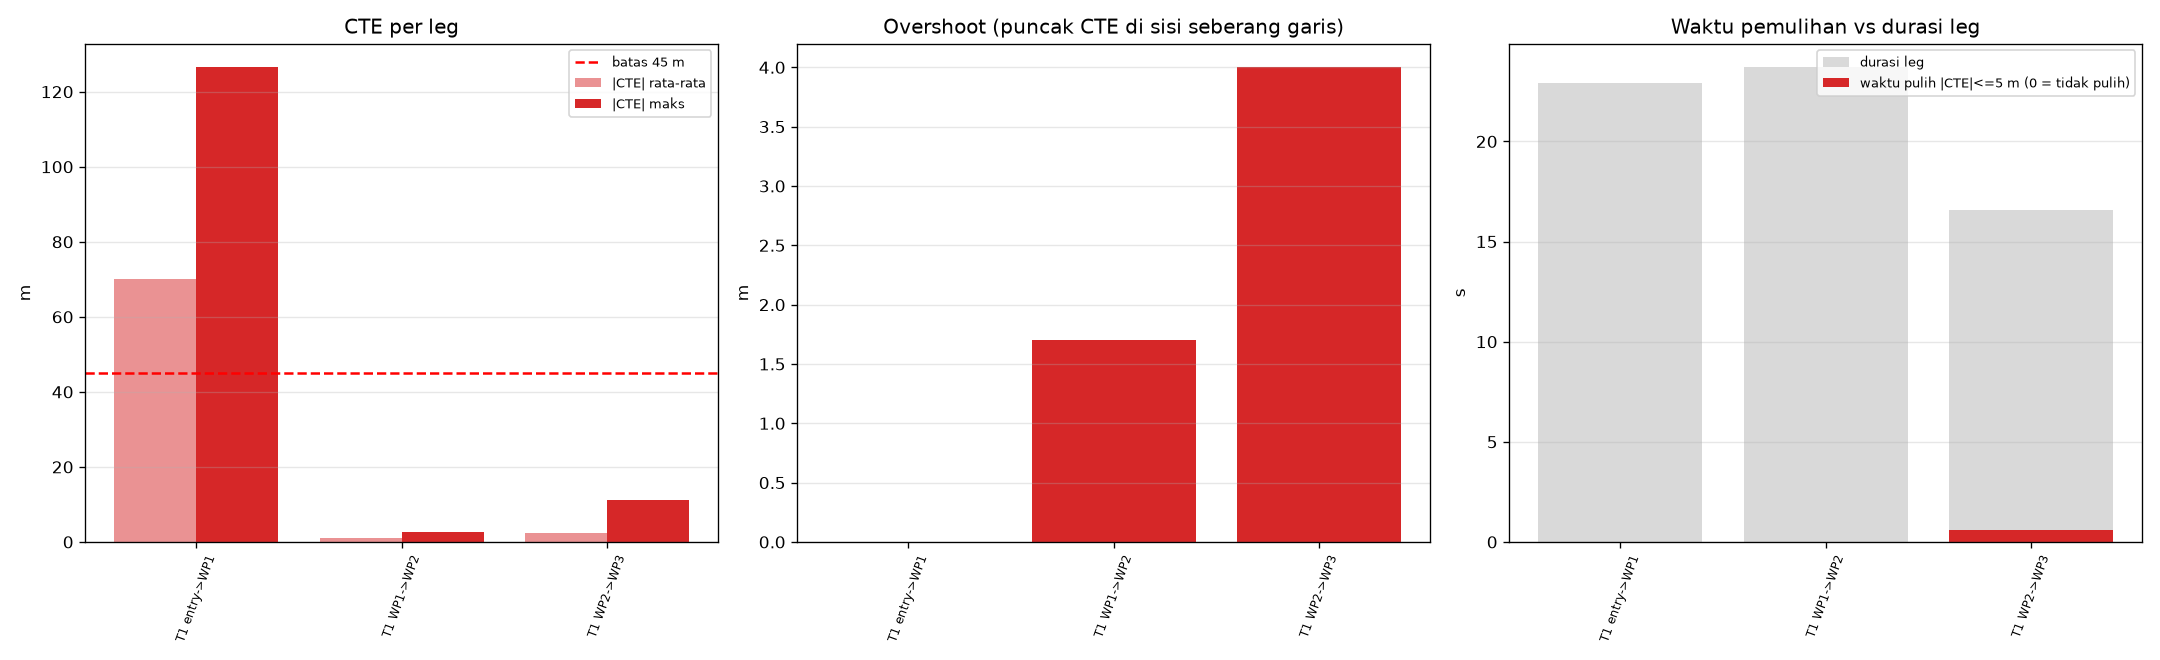 CTE per leg
batas 45 m
|CTE| rata-rata
|CTE| maks
m
120
100
80
60
40
20
0
T1 entry->WP1
T1 WP1->WP2
T1 WP2->WP3
Overshoot (puncak CTE di sisi seberang garis)
m
4.0
3.5
3.0
2.5
2.0
1.5
1.0
0.5
0.0
T1 entry->WP1
T1 WP1->WP2
T1 WP2->WP3
Waktu pemulihan vs durasi leg
durasi leg
waktu pulih |CTE|<=5 m (0 = tidak pulih)
s
20
15
10
5
0
T1 entry->WP1
T1 WP1->WP2
T1 WP2->WP3